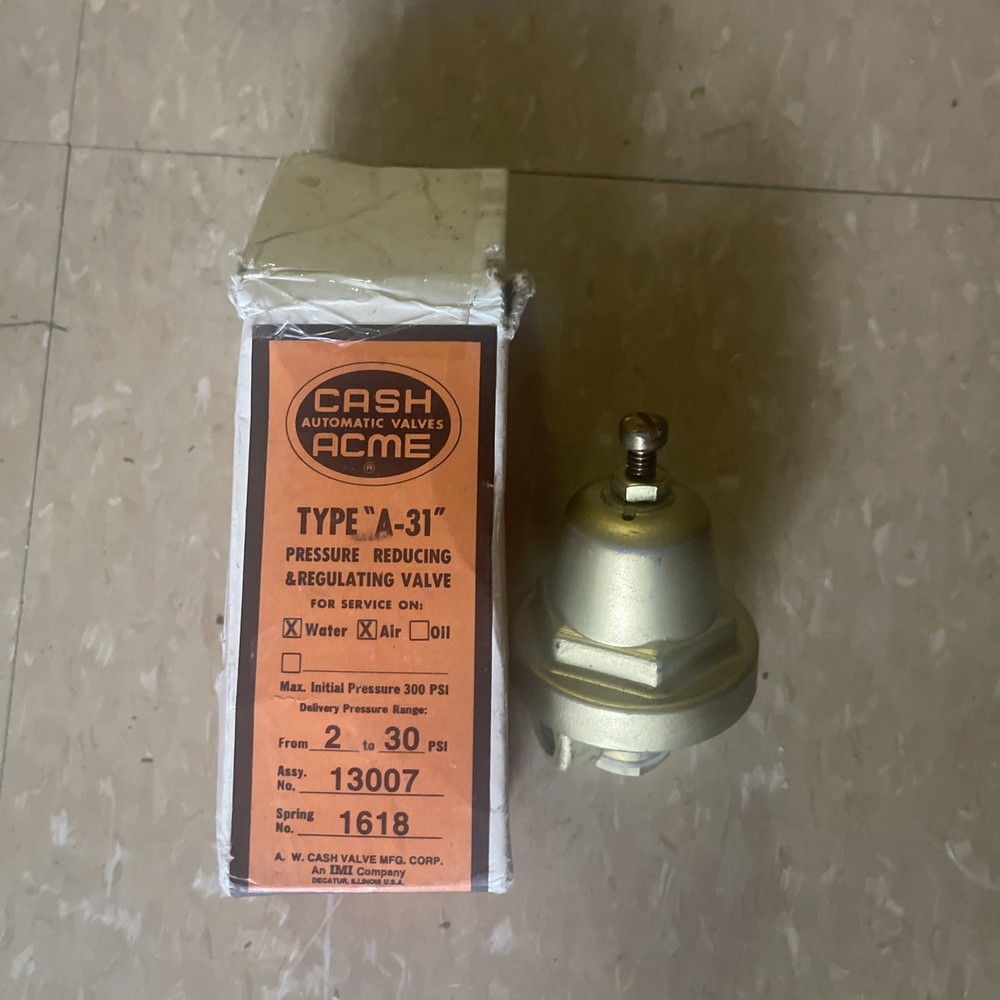 CASH
AUTOMATIC VALVES
ACME
®
TYPE "A-31"
PRESSURE REDUCING
& REGULATING VALVE
FOR SERVICE ON:
X Water X Air Oil
Max. Initial Pressure 300 PSI
Delivery Pressure Range:
From 2 to 30 PSI
Assy. No. 13007
Spring No. 1618
A. W. CASH VALVE MFG. CORP.
An IMI Company
DECATUR, ILLINOIS U.S.A.